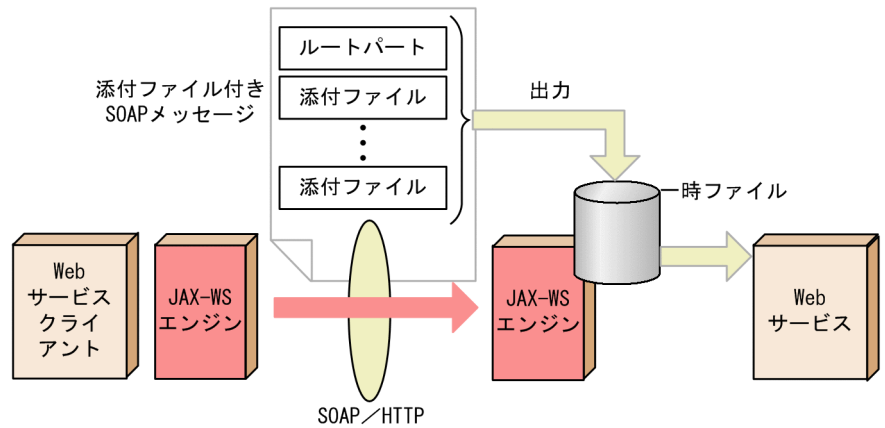 ルートパート
添付ファイル付き
SOAPメッセージ
添付ファイル
添付ファイル
出力
一時ファイル
Web
サービス
クライ
アント
JAX-WS
エンジン
JAX-WS
エンジン
Web
サービス
SOAP／HTTP